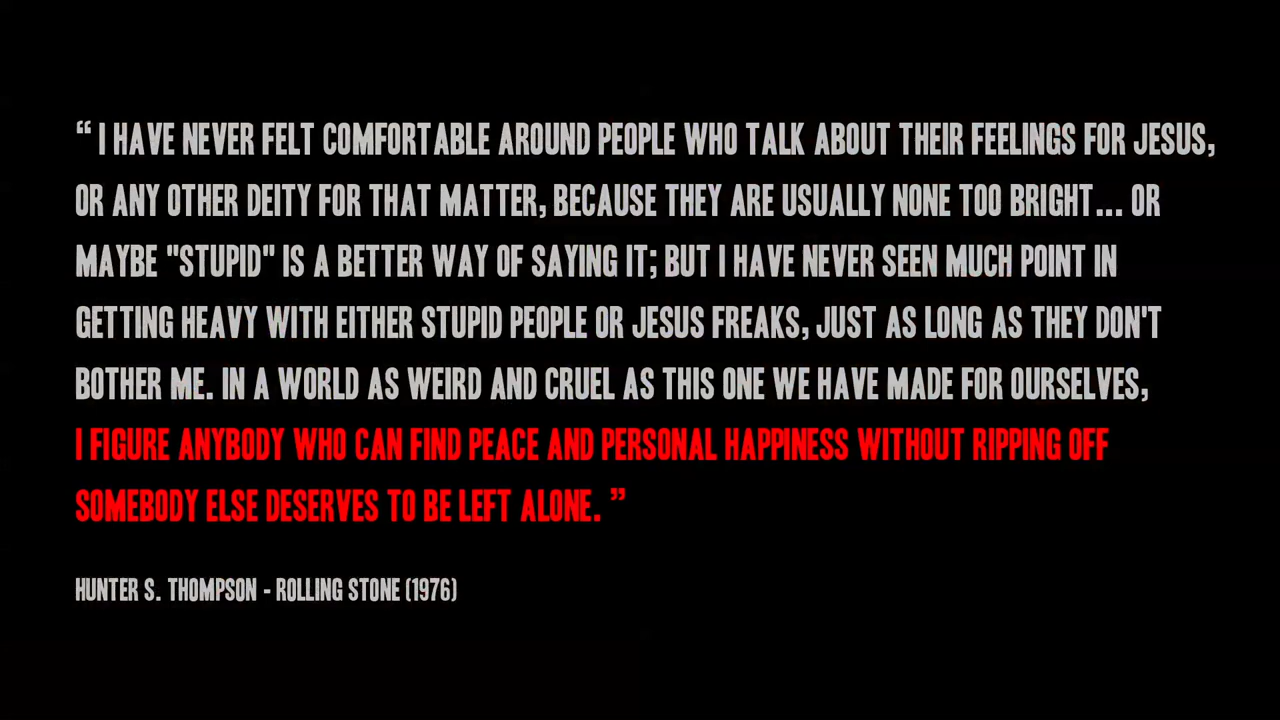 “ I HAVE NEVER FELT COMFORTABLE AROUND PEOPLE WHO TALK ABOUT THEIR FEELINGS FOR JESUS,
OR ANY OTHER DEITY FOR THAT MATTER, BECAUSE THEY ARE USUALLY NONE TOO BRIGHT... OR
MAYBE "STUPID" IS A BETTER WAY OF SAYING IT; BUT I HAVE NEVER SEEN MUCH POINT IN
GETTING HEAVY WITH EITHER STUPID PEOPLE OR JESUS FREAKS, JUST AS LONG AS THEY DON'T
BOTHER ME. IN A WORLD AS WEIRD AND CRUEL AS THIS ONE WE HAVE MADE FOR OURSELVES,
I FIGURE ANYBODY WHO CAN FIND PEACE AND PERSONAL HAPPINESS WITHOUT RIPPING OFF
SOMEBODY ELSE DESERVES TO BE LEFT ALONE. ”
HUNTER S. THOMPSON - ROLLING STONE (1976)